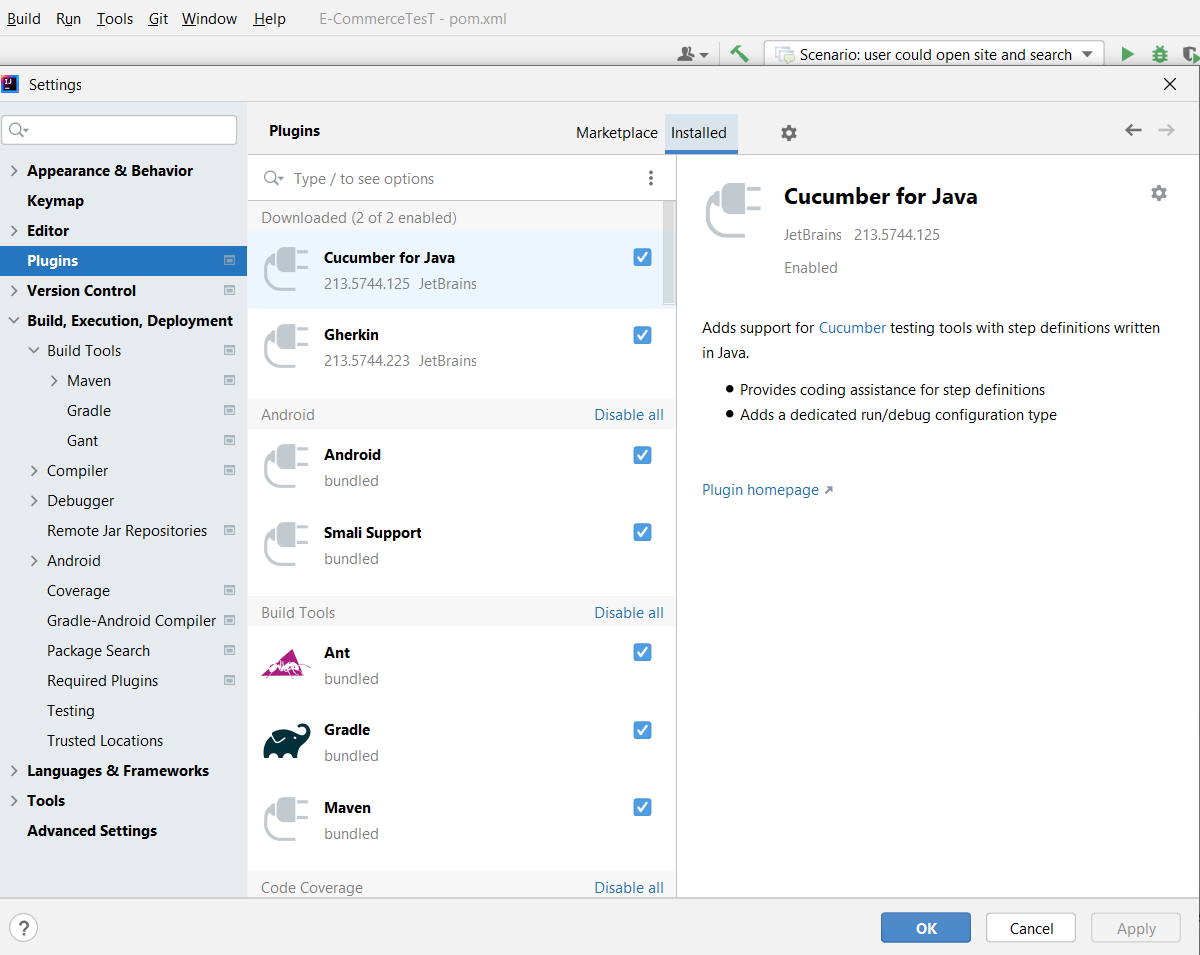 Build Run Tools Git Window Help E-CommerceTesT - pom.xml
Scenario: user could open site and search
Settings
Plugins
Marketplace
Installed
Appearance & Behavior
Keymap
Editor
Plugins
Version Control
Build, Execution, Deployment
Build Tools
Maven
Gradle
Gant
Compiler
Debugger
Remote Jar Repositories
Android
Coverage
Gradle-Android Compiler
Package Search
Required Plugins
Testing
Trusted Locations
Languages & Frameworks
Tools
Advanced Settings
Type / to see options
Downloaded (2 of 2 enabled)
Cucumber for Java
213.5744.125 JetBrains
Gherkin
213.5744.223 JetBrains
Android Disable all
Android
bundled
Smali Support
bundled
Build Tools Disable all
Ant
bundled
Gradle
bundled
Maven
bundled
Code Coverage Disable all
Cucumber for Java
JetBrains 213.5744.125
Enabled
Adds support for Cucumber testing tools with step definitions written
in Java.
● Provides coding assistance for step definitions
● Adds a dedicated run/debug configuration type
Plugin homepage ↗
?
OK
Cancel
Apply